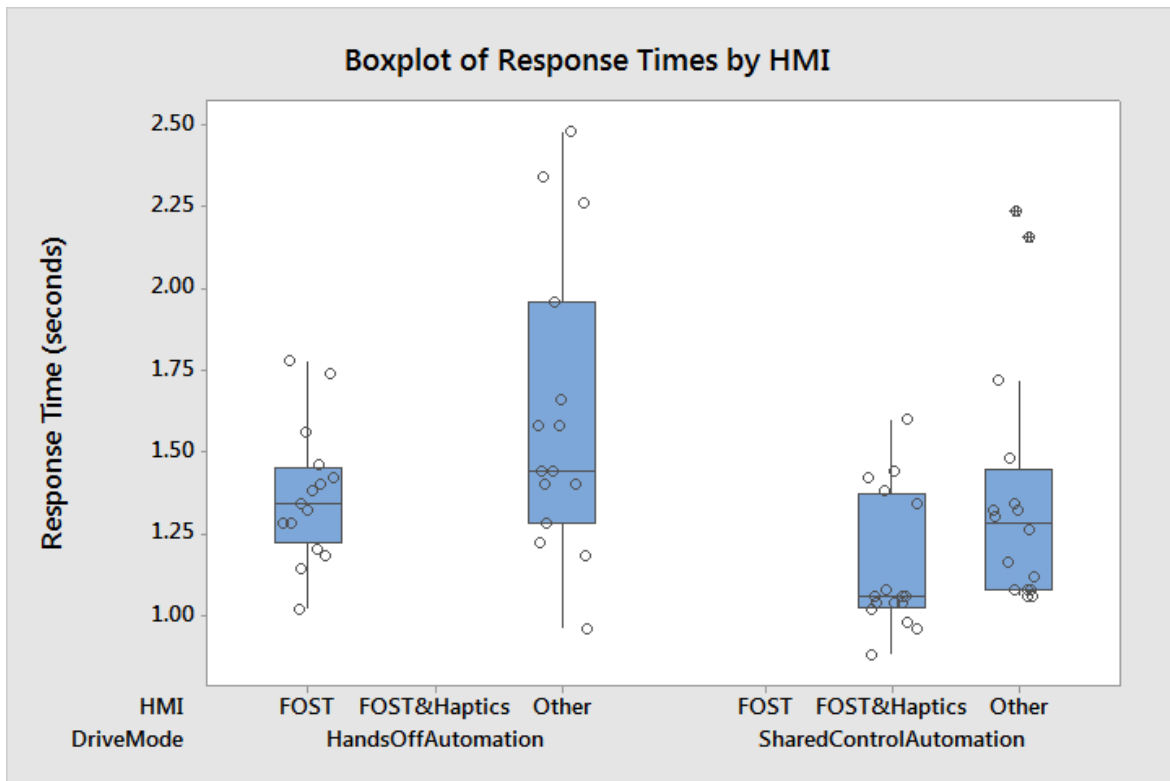 Boxplot of Response Times by HMI
Response Time (seconds)
2.50
2.25
2.00
1.75
1.50
1.25
1.00
HMI FOST FOST&Haptics Other FOST FOST&Haptics Other
DriveMode HandsOffAutomation SharedControlAutomation